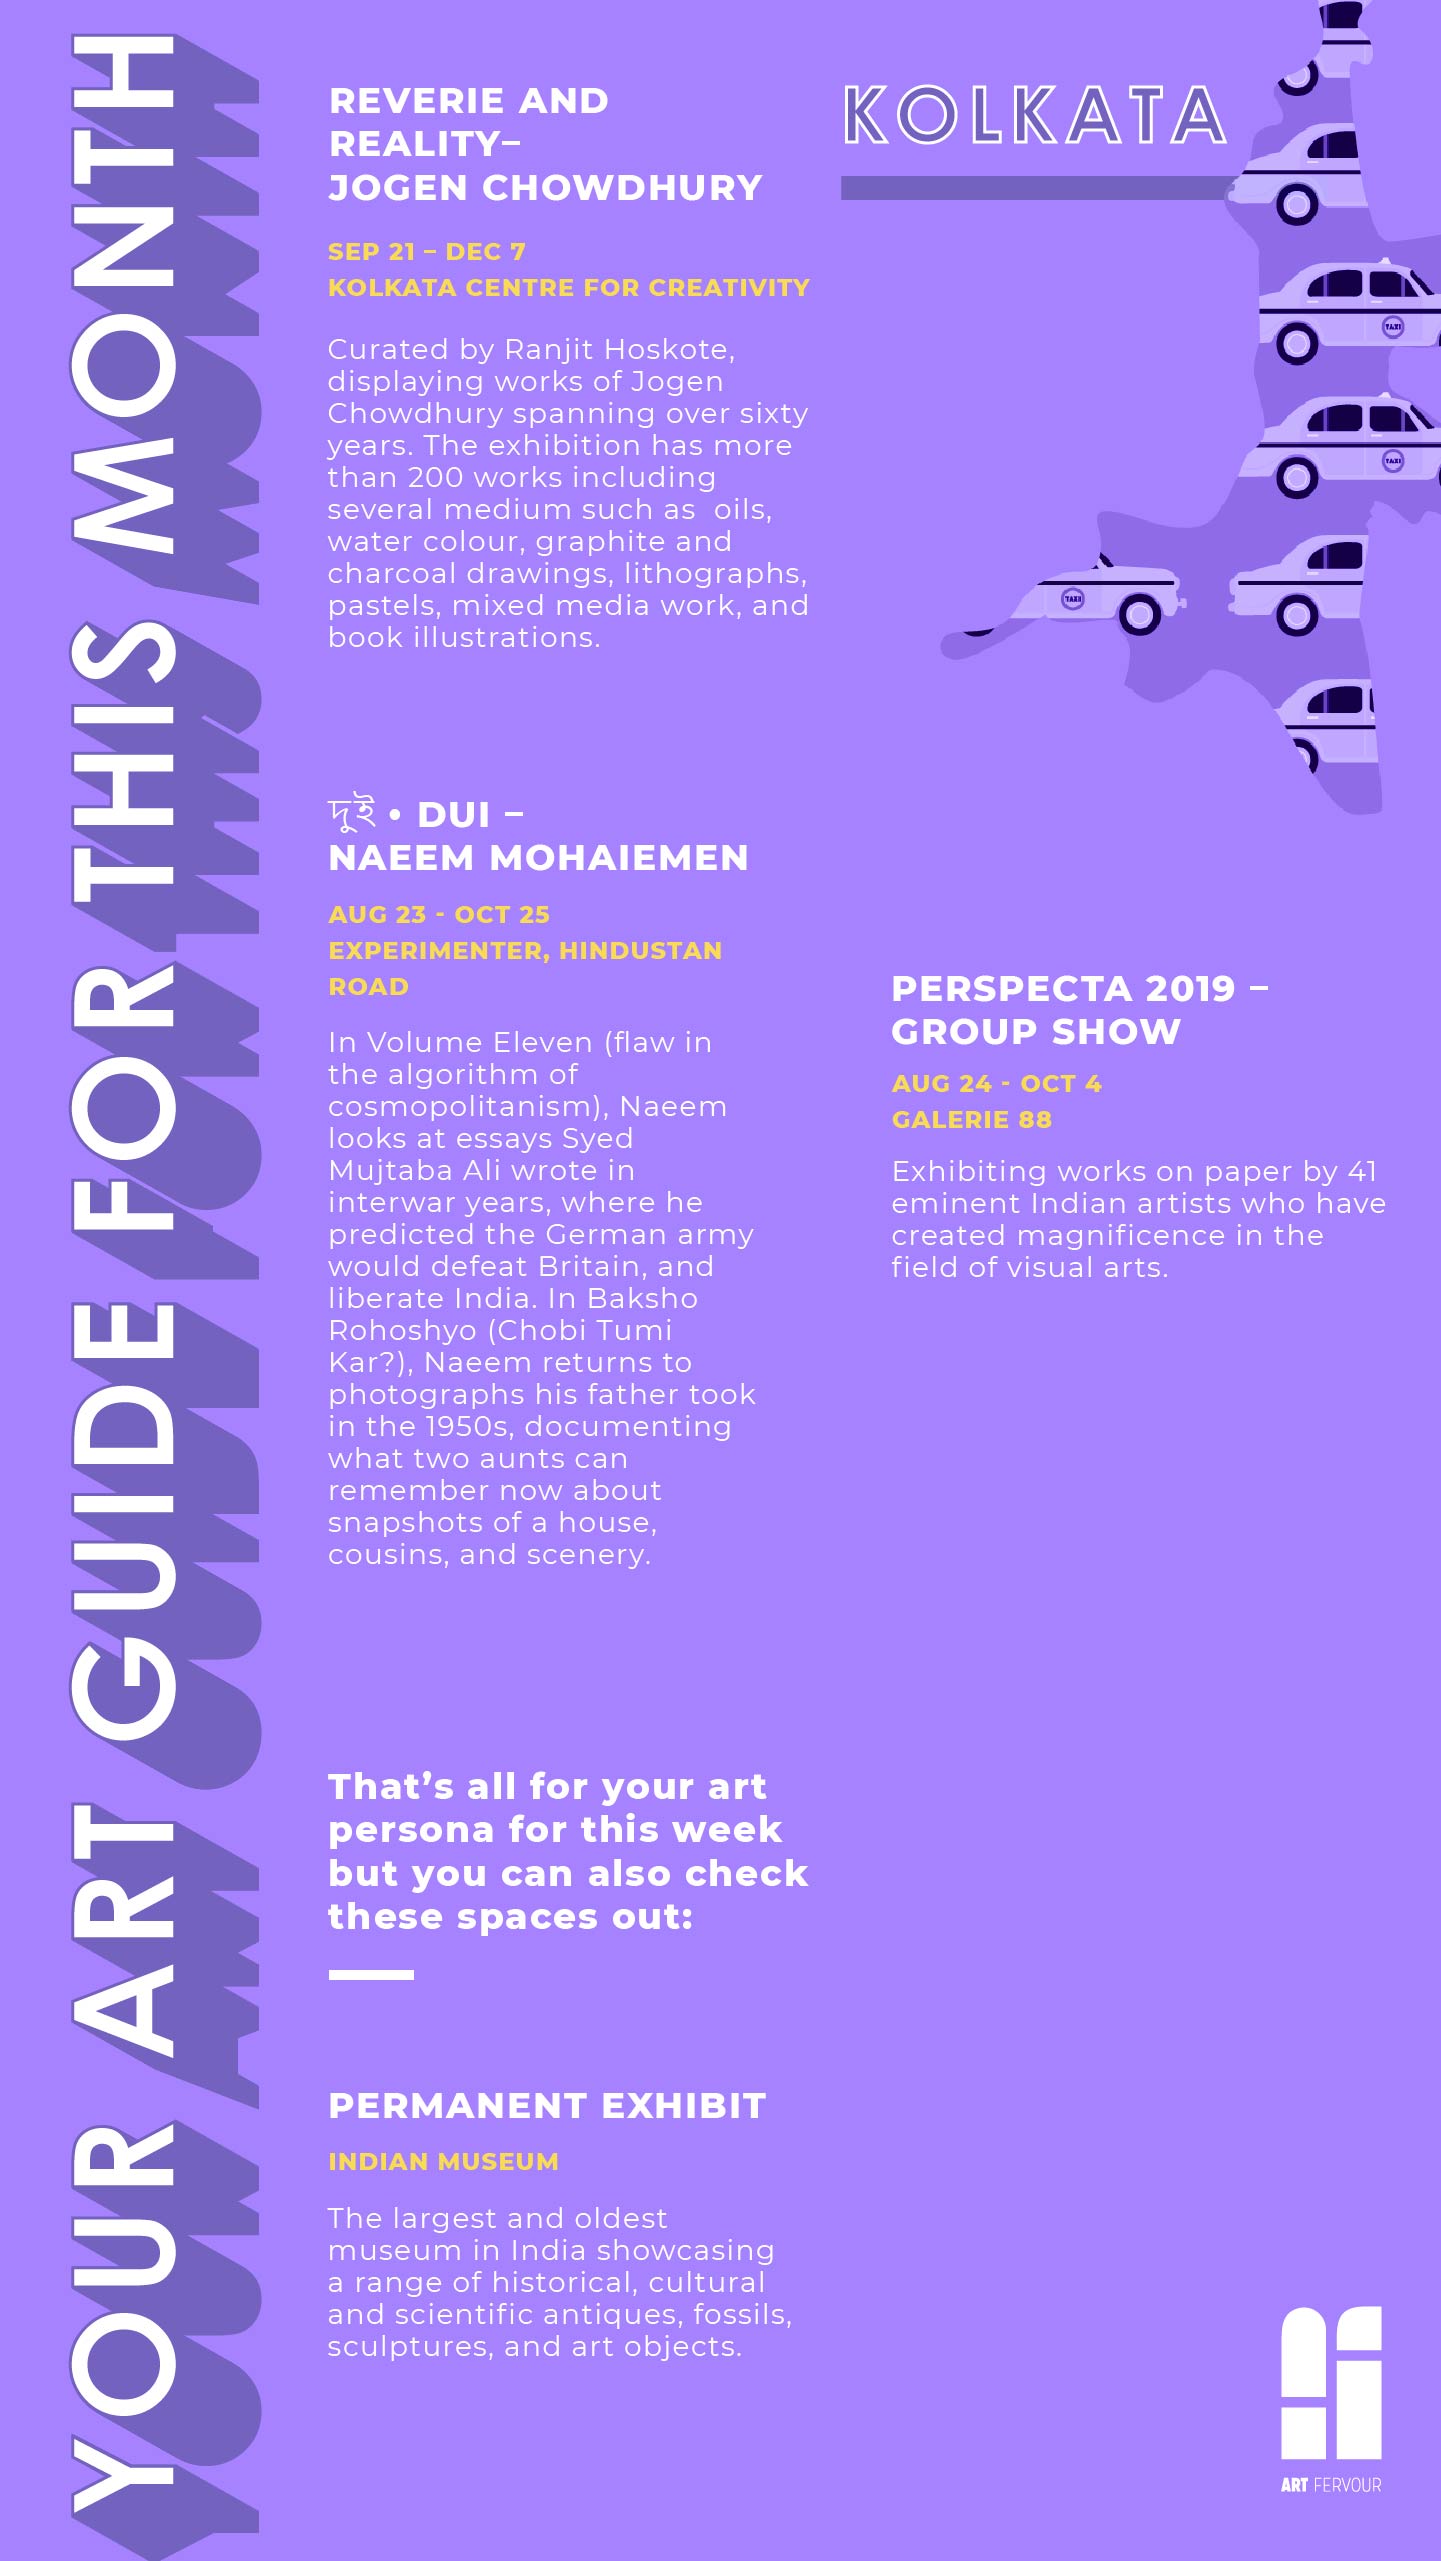 YOUR ART GUIDE FOR THIS MONTH
KOLKATA
REVERIE AND
REALITY–
JOGEN CHOWDHURY
SEP 21 – DEC 7
KOLKATA CENTRE FOR CREATIVITY
Curated by Ranjit Hoskote,
displaying works of Jogen
Chowdhury spanning over sixty
years. The exhibition has more
than 200 works including
several medium such as  oils,
water colour, graphite and
charcoal drawings, lithographs,
pastels, mixed media work, and
book illustrations.
TAXI
TAXI
TAXI
দুই • DUI –
NAEEM MOHAIEMEN
AUG 23 - OCT 25
EXPERIMENTER, HINDUSTAN
ROAD
In Volume Eleven (flaw in
the algorithm of
cosmopolitanism), Naeem
looks at essays Syed
Mujtaba Ali wrote in
interwar years, where he
predicted the German army
would defeat Britain, and
liberate India. In Baksho
Rohoshyo (Chobi Tumi
Kar?), Naeem returns to
photographs his father took
in the 1950s, documenting
what two aunts can
remember now about
snapshots of a house,
cousins, and scenery.
PERSPECTA 2019 –
GROUP SHOW
AUG 24 - OCT 4
GALERIE 88
Exhibiting works on paper by 41
eminent Indian artists who have
created magnificence in the
field of visual arts.
That’s all for your art
persona for this week
but you can also check
these spaces out:
PERMANENT EXHIBIT
INDIAN MUSEUM
The largest and oldest
museum in India showcasing
a range of historical, cultural
and scientific antiques, fossils,
sculptures, and art objects.
ART FERVOUR